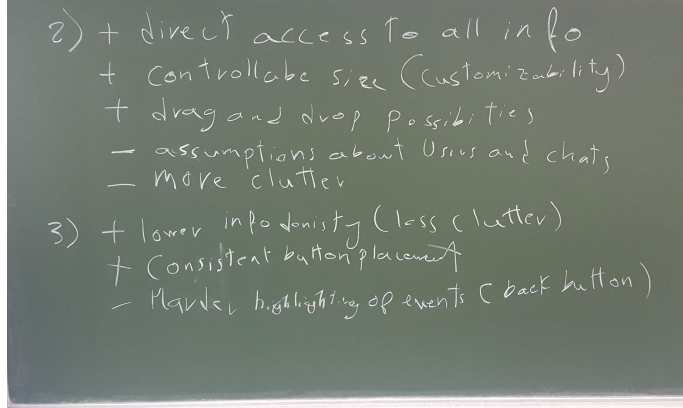 2) + direct access to all info
+ controllabe size (customizability)
+ drag and drop possibities
- assumptions about Users and chats
- more clutter
3) + lower info donisty (less clutter)
+ Consistent button placement
- Harder highlighting of events (back button)